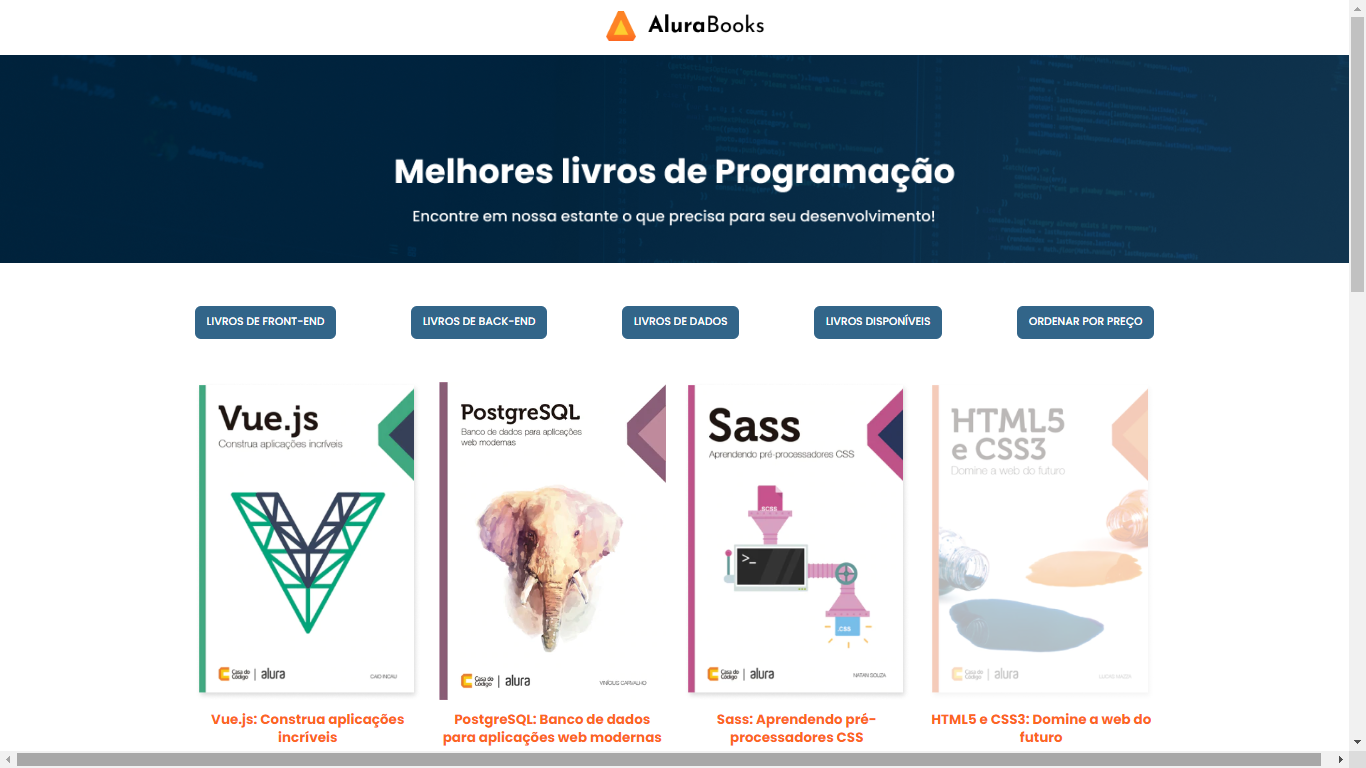 AluraBooks
Melhores livros de Programação
Encontre em nossa estante o que precisa para seu desenvolvimento!
LIVROS DE FRONT-END
LIVROS DE BACK-END
LIVROS DE DADOS
LIVROS DISPONÍVEIS
ORDENAR POR PREÇO
Vue.js
Construa aplicações incríveis
Casa do
Código
alura
CAIO INCAU
PostgreSQL
Banco de dados para aplicações
web modernas
Casa do
Código
alura
VINÍCIUS CARVALHO
Sass
Aprendendo pré-processadores CSS
.SCSS
>_
.CSS
Casa do
Código
alura
NATAN SOUZA
HTML5
e CSS3
Domine a web do futuro
Casa do
Código
alura
LUCAS MAZZA
Vue.js: Construa aplicações
incríveis
PostgreSQL: Banco de dados
para aplicações web modernas
Sass: Aprendendo pré-
processadores CSS
HTML5 e CSS3: Domine a web do
futuro